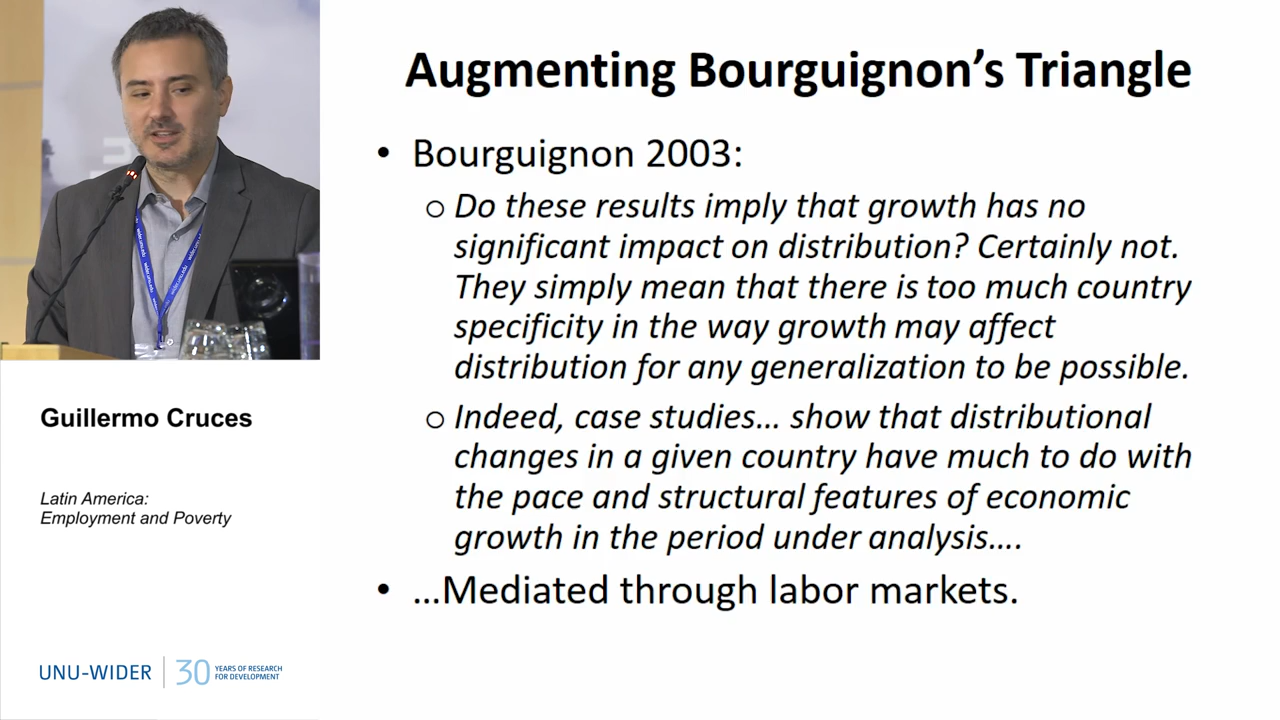 Augmenting Bourguignon’s Triangle
• Bourguignon 2003:
o Do these results imply that growth has no
significant impact on distribution? Certainly not.
They simply mean that there is too much country
specificity in the way growth may affect
distribution for any generalization to be possible.
o Indeed, case studies… show that distributional
changes in a given country have much to do with
the pace and structural features of economic
growth in the period under analysis….
• …Mediated through labor markets.
Guillermo Cruces
Latin America:
Employment and Poverty
UNU-WIDER
30 YEARS OF RESEARCH
FOR DEVELOPMENT